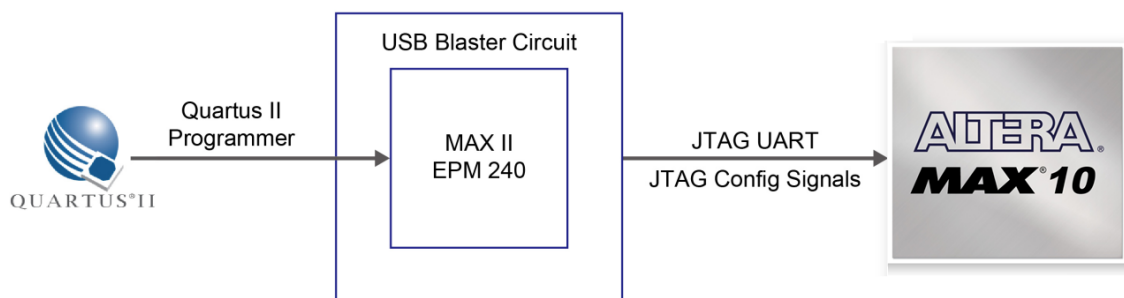 USB Blaster Circuit
Quartus II
Programmer
QUARTUS®II
MAX II
EPM 240
JTAG UART
JTAG Config Signals
ALTERA®
MAX®10